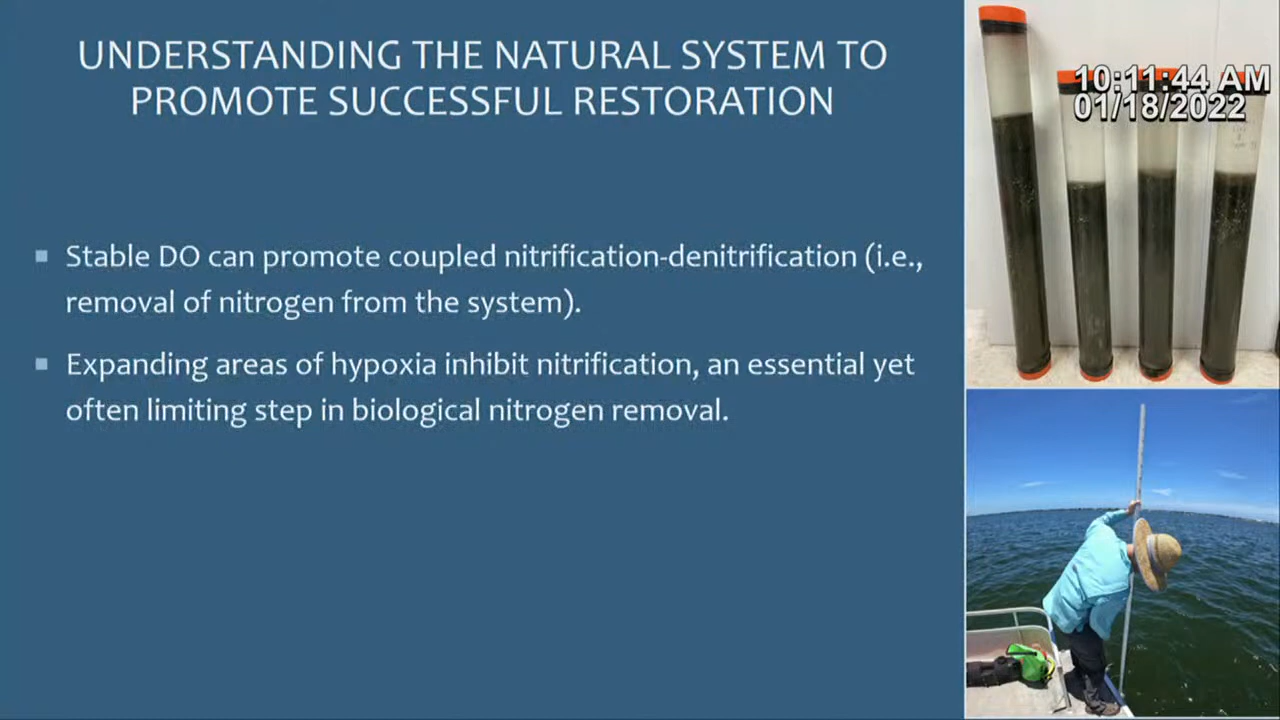 UNDERSTANDING THE NATURAL SYSTEM TO
PROMOTE SUCCESSFUL RESTORATION
Stable DO can promote coupled nitrification-denitrification (i.e.,
removal of nitrogen from the system).
Expanding areas of hypoxia inhibit nitrification, an essential yet
often limiting step in biological nitrogen removal.
10:11:44 AM
01/18/2022